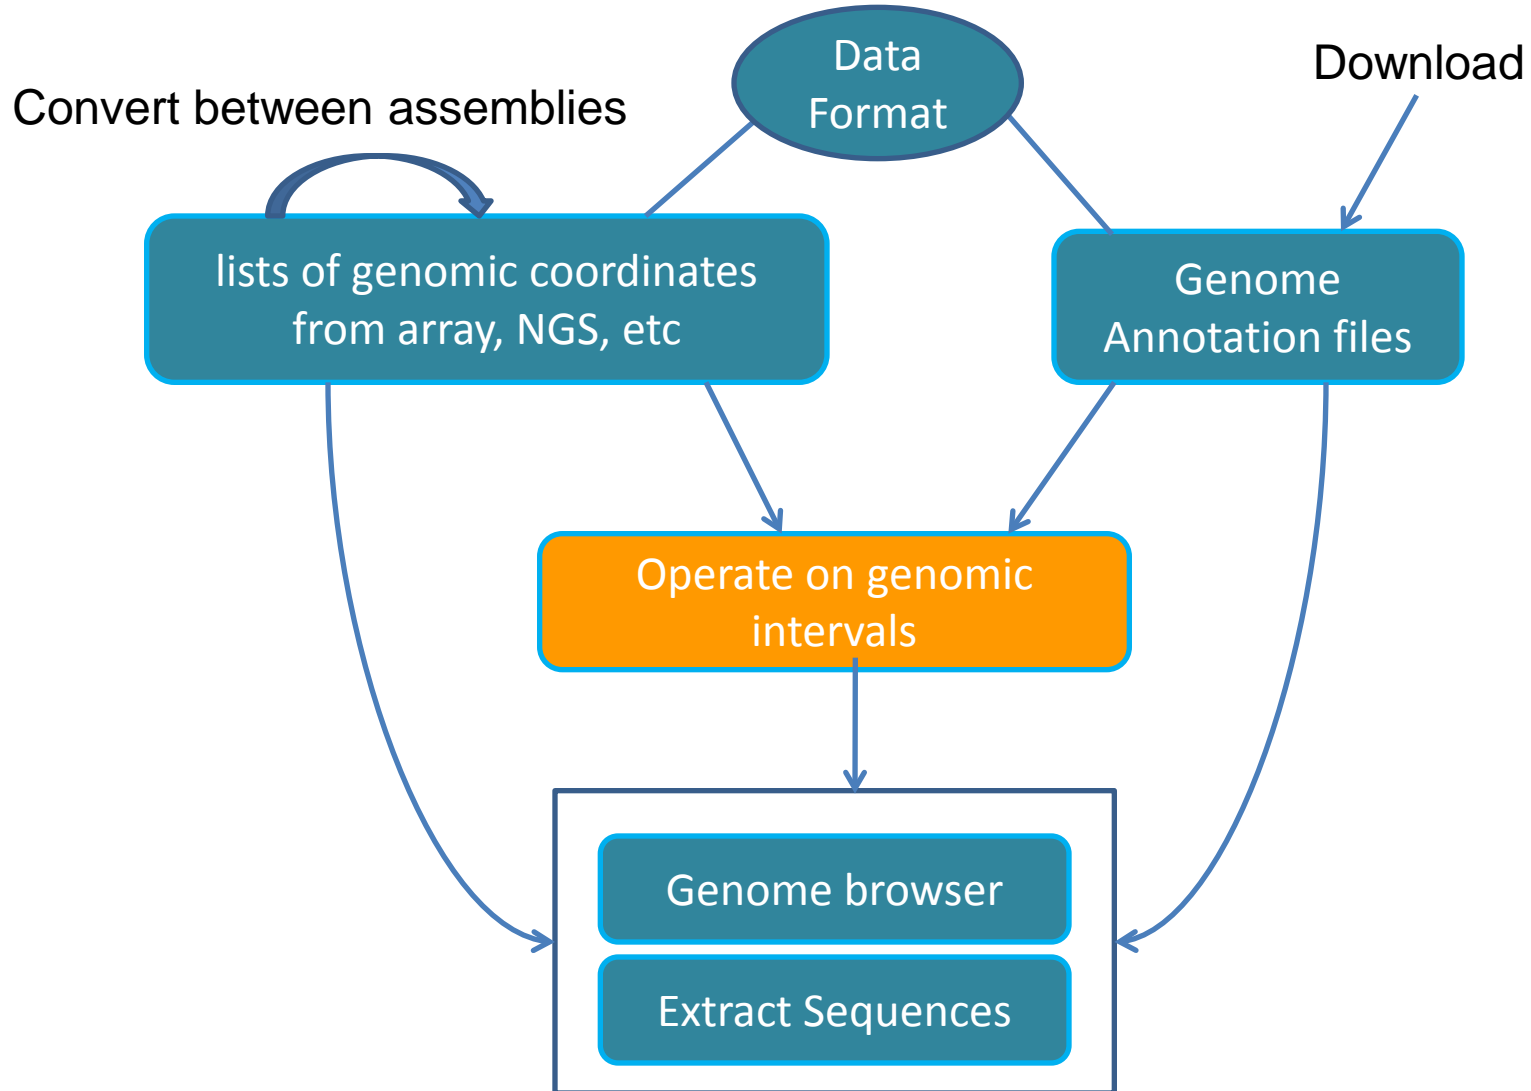 Data
Format
Download
Convert between assemblies
lists of genomic coordinates
from array, NGS, etc
Genome
Annotation files
Operate on genomic
intervals
Genome browser
Extract Sequences